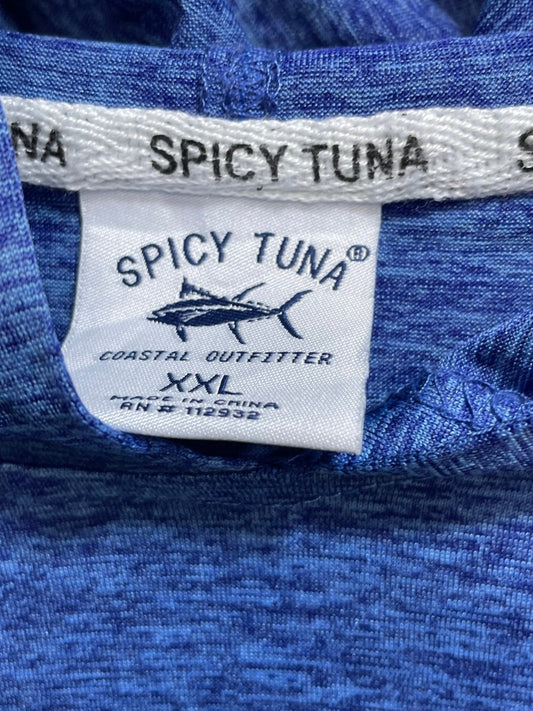 NA SPICY TUNA S
SPICY TUNA®
COASTAL OUTFITTER
XXL
MADE IN CHINA
RN # 112932